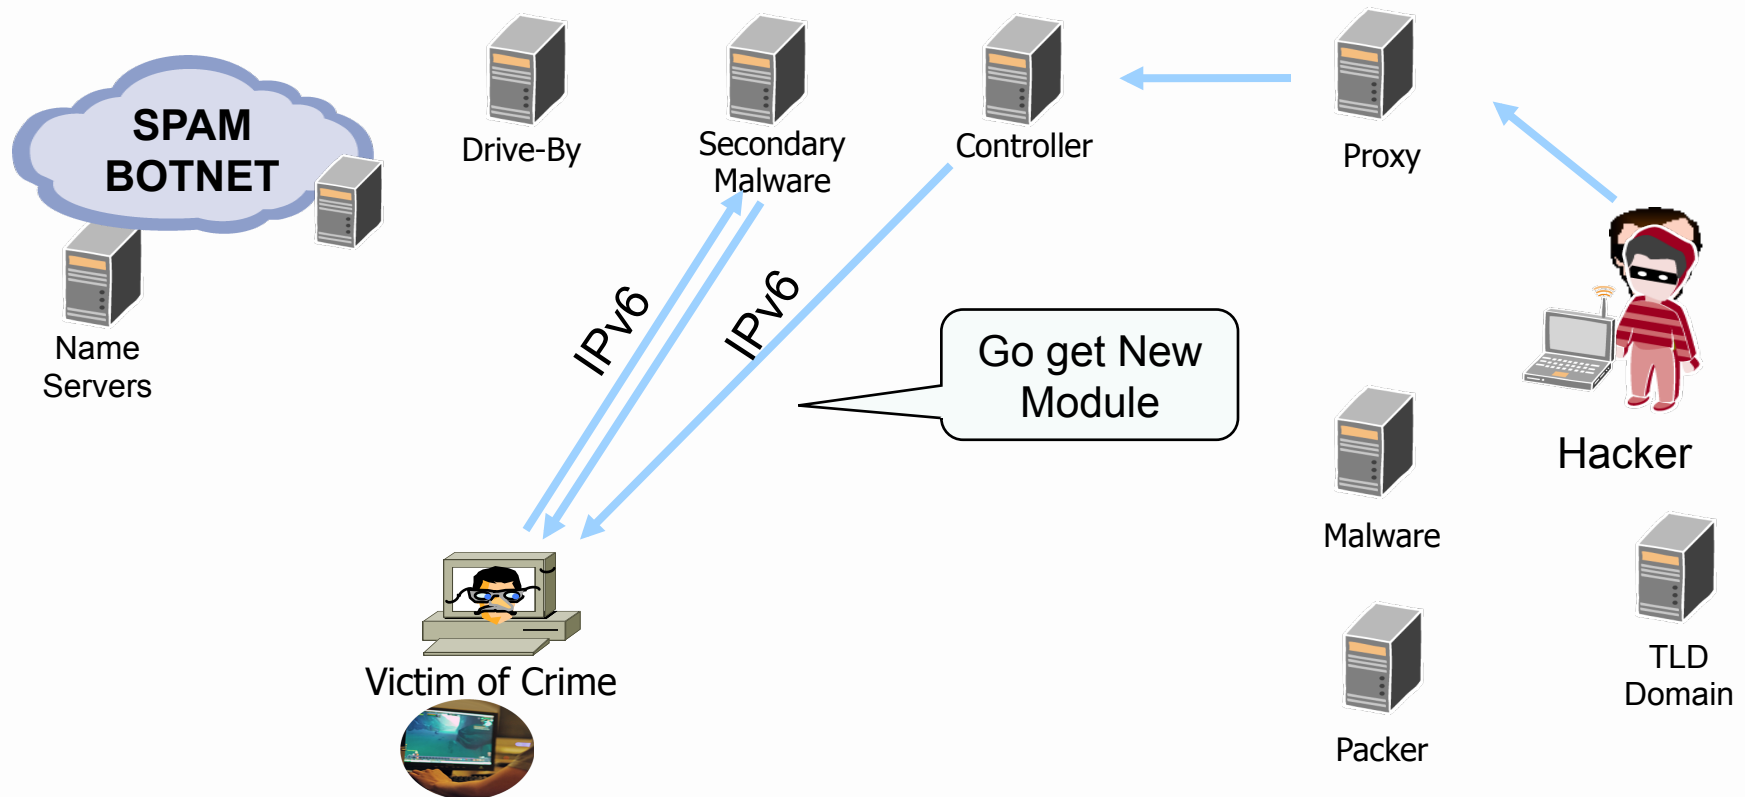 SPAM
BOTNET
Drive-By
Secondary
Malware
Controller
Proxy
Name
Servers
IPv6
IPv6
Go get New
Module
Hacker
Malware
Victim of Crime
TLD
Domain
Packer